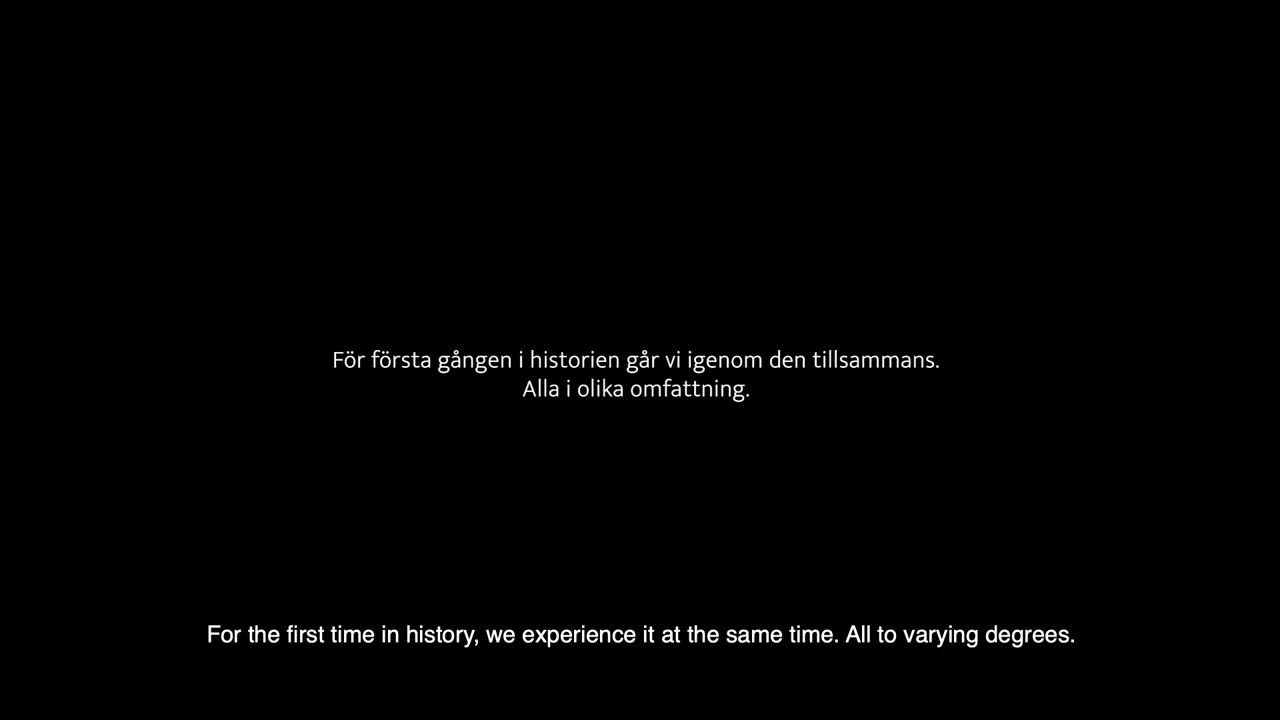 För första gången i historien går vi igenom den tillsammans.
Alla i olika omfattning.
For the first time in history, we experience it at the same time. All to varying degrees.